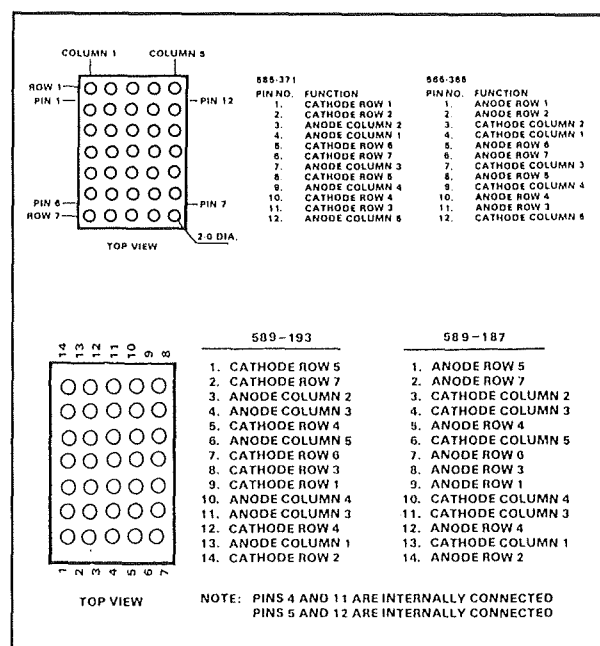 COLUMN 1 COLUMN 5
ROW 1
PIN 1
PIN 12
PIN 6
PIN 7
ROW 7
2·0 DIA.
TOP VIEW
585-371
PIN NO. FUNCTION
1. CATHODE ROW 1
2. CATHODE ROW 2
3. ANODE COLUMN 2
4. ANODE COLUMN 1
5. CATHODE ROW 6
6. CATHODE ROW 7
7. ANODE COLUMN 3
8. CATHODE ROW 5
9. ANODE COLUMN 4
10. CATHODE ROW 4
11. CATHODE ROW 3
12. ANODE COLUMN 5
PIN NO. FUNCTION
1. ANODE ROW 1
2. ANODE ROW 2
3. CATHODE COLUMN 2
4. CATHODE COLUMN 1
5. ANODE ROW 6
6. ANODE ROW 7
7. CATHODE COLUMN 3
8. ANODE ROW 5
9. CATHODE COLUMN 4
10. ANODE ROW 4
11. ANODE ROW 3
12. CATHODE COLUMN 5
14 13 12 11 10 9 8
1 2 3 4 5 6 7
TOP VIEW
589-193
1. CATHODE ROW 5
2. CATHODE ROW 7
3. ANODE COLUMN 2
4. ANODE COLUMN 3
5. CATHODE ROW 4
6. ANODE COLUMN 5
7. CATHODE ROW 6
8. CATHODE ROW 3
9. CATHODE ROW 1
10. ANODE COLUMN 4
11. ANODE COLUMN 3
12. CATHODE ROW 4
13. ANODE COLUMN 1
14. CATHODE ROW 2
589-187
1. ANODE ROW 5
2. ANODE ROW 7
3. CATHODE COLUMN 2
4. CATHODE COLUMN 3
5. ANODE ROW 4
6. CATHODE COLUMN 5
7. ANODE ROW 6
8. ANODE ROW 3
9. ANODE ROW 1
10. CATHODE COLUMN 4
11. CATHODE COLUMN 3
12. ANODE ROW 4
13. CATHODE COLUMN 1
14. ANODE ROW 2
NOTE: PINS 4 AND 11 ARE INTERNALLY CONNECTED
PINS 5 AND 12 ARE INTERNALLY CONNECTED